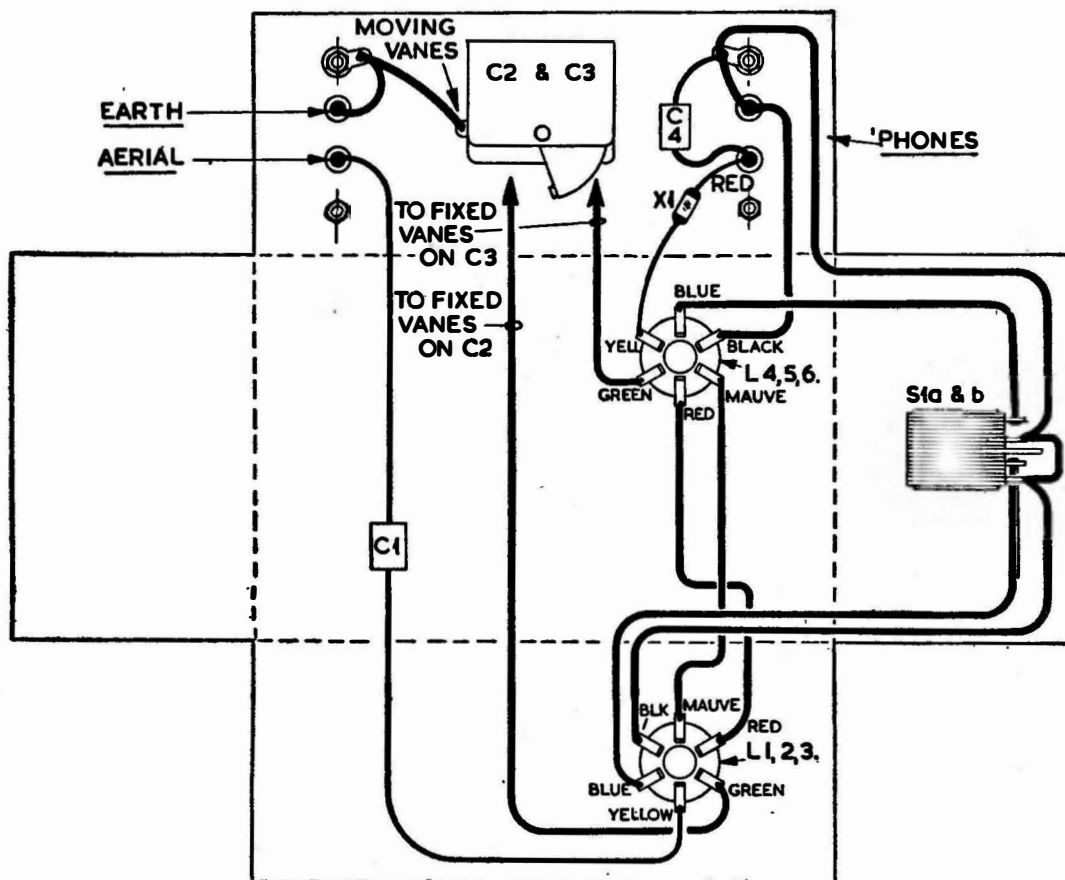 MOVING
VANES
C2 & C3
EARTH
AERIAL
C
4
'PHONES
RED
X1
TO FIXED
VANES
ON C3
TO FIXED
VANES
ON C2
BLUE
YELL
BLACK
L 4,5,6.
GREEN
MAUVE
RED
S1a & b
C1
BLK
MAUVE
RED
L 1,2,3.
BLUE
GREEN
YELLOW